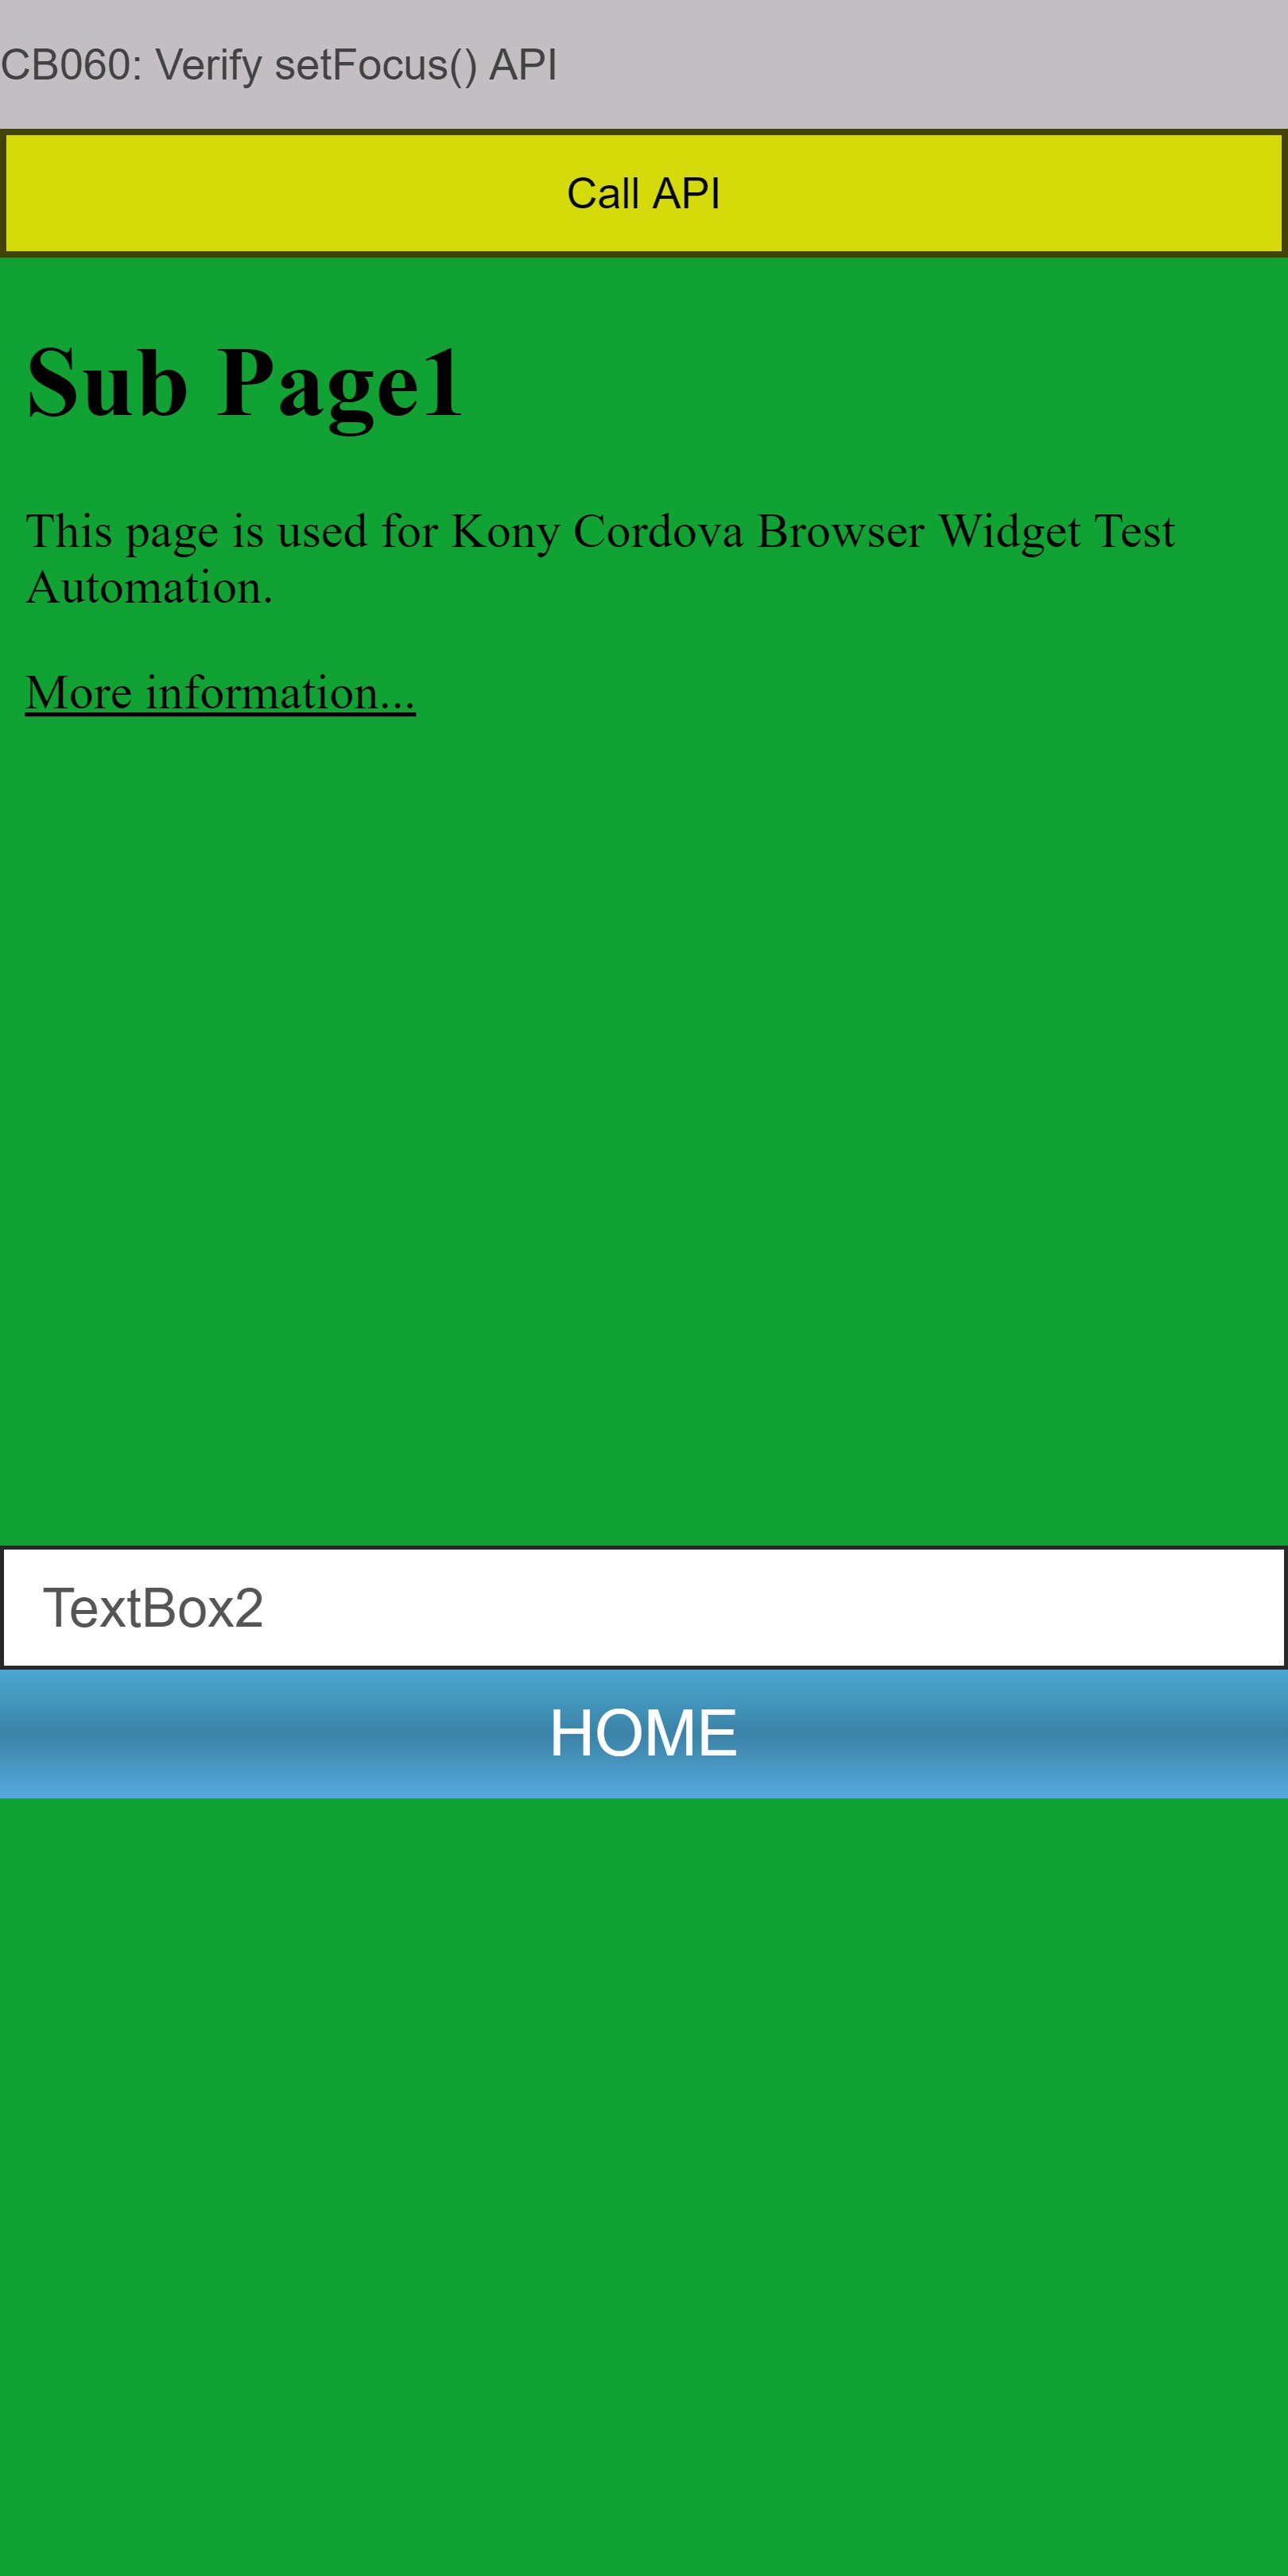 CB060: Verify setFocus() API
Call API
Sub Page1
This page is used for Kony Cordova Browser Widget Test
Automation.
More information...
TextBox2
HOME